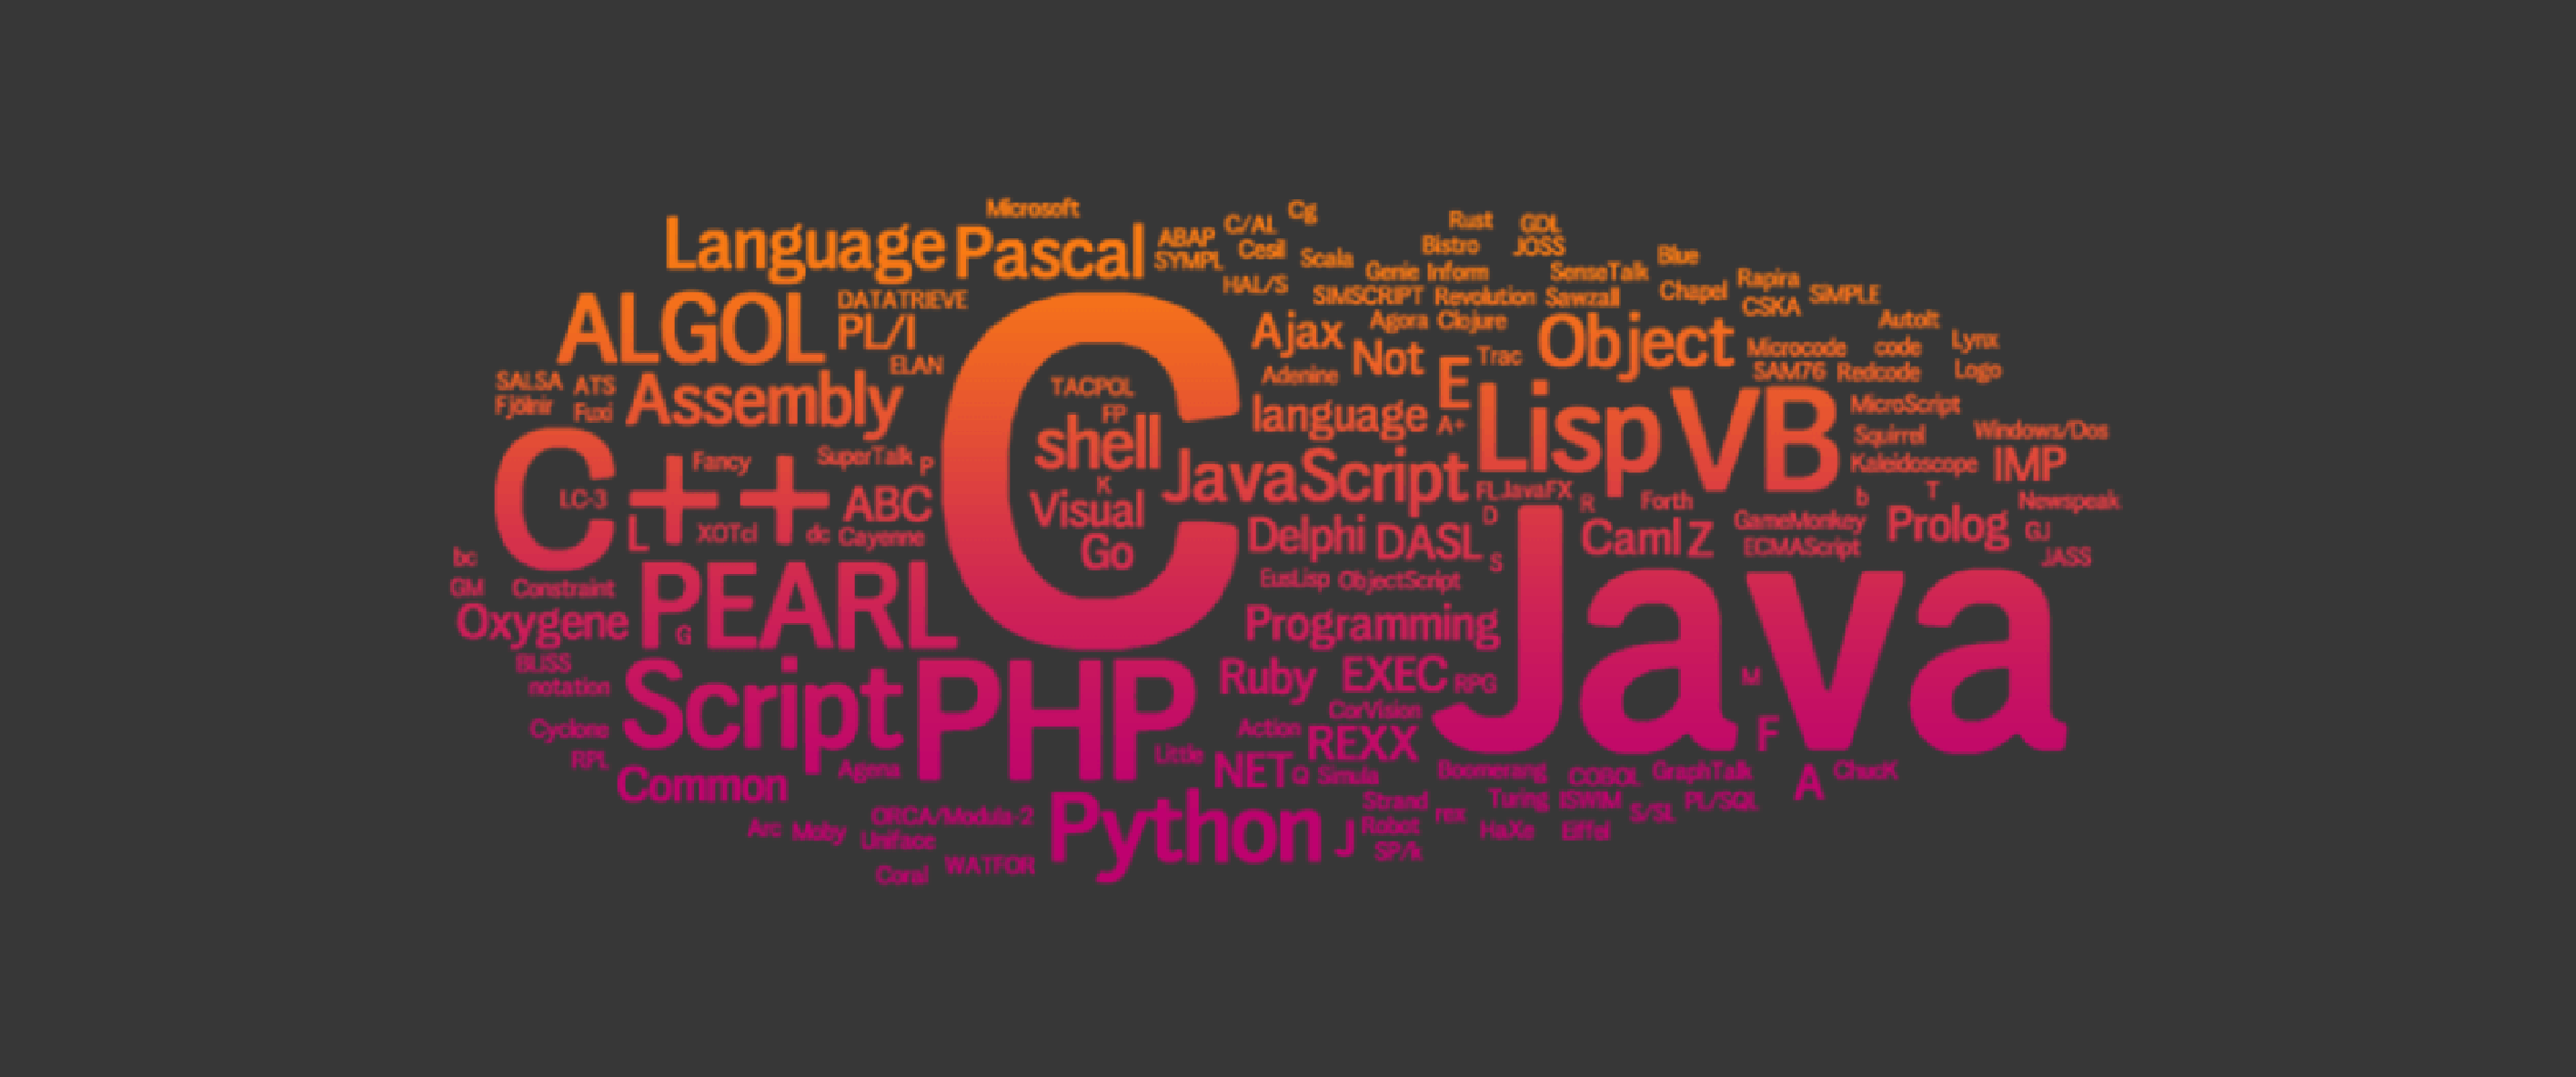 Microsoft
Language Pascal
ABAP C/AL Cg
SYMPL Cesil Scala
Rust GDL
Bistro JOSS
Genie Inform
SenseTalk Blue
HAL/S SIMSCRIPT Revolution Sawzall
Chapel Rapira
CSKA SiMPLE
ALGOL DATATRIEVE
PL/I
ELAN
C
Ajax Agora Clojure
Not E Trac
Object
Microcode code
AutoIt Lynx
SAM76 Redcode Logo
Adenine
SALSA ATS
Fjölnir Fuxi
Assembly
TACPOL
FP
shell
K
Visual
Go
language A+
Lisp VB
MicroScript
Squirrel Windows/Dos
Kaleidoscope IMP
C++
LC-3
Fancy SuperTalk P
ABC
L XOTcl dc Cayenne
JavaScript
FL JavaFX R Forth
b T Newspeak
Delphi DASL D
S
Caml Z GameMonkey
ECMAScript
Prolog GJ
JASS
bc
GM Constraint
Oxygene PEARL
G
EusLisp ObjectScript
Programming
Java
M
F
BLISS
notation
Script PHP
Ruby EXEC RPG
CorVision
Action REXX
Cyclone
RPL
Common Agena
Little
NET Q Simula
Boomerang COBOL GraphTalk A ChucK
Python
ORCA/Modula-2
Arc Moby Uniface
Coral WATFOR
J
Strand rex
Robot
SP/k
Turing ISWIM S/SL PL/SQL
HaXe Eiffel